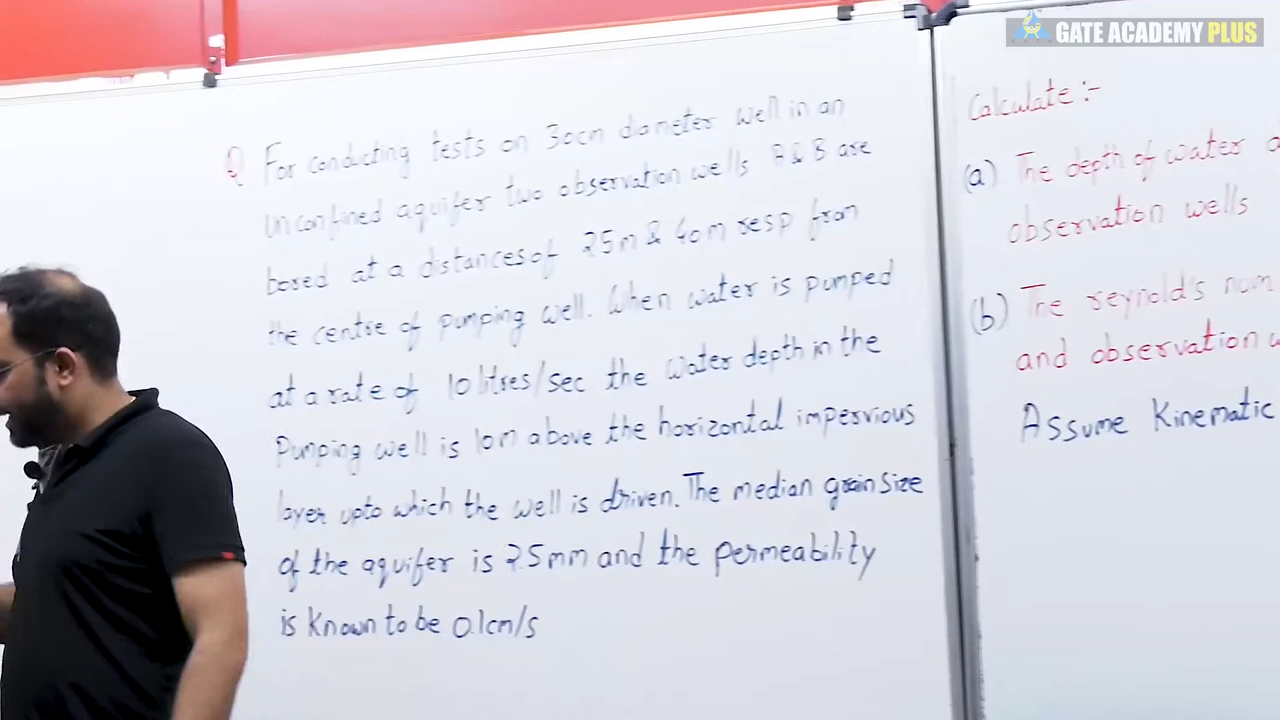 GATE ACADEMY PLUS
Q For conducting tests on 30cm diameter well in an
unconfined aquifer two observation wells A & B are
bored at a distances of 25m & 40m resp from
the centre of pumping well. When water is pumped
at a rate of 10 litres/sec the water depth in the
Pumping well is 10m above the horizontal impervious
layer upto which the well is driven. The median grain size
of the aquifer is 2.5mm and the permeability
is known to be 0.1cm/s
Calculate :-
(a) The depth of water
observation wells
(b) The reynold's num
and observation
Assume Kinematic